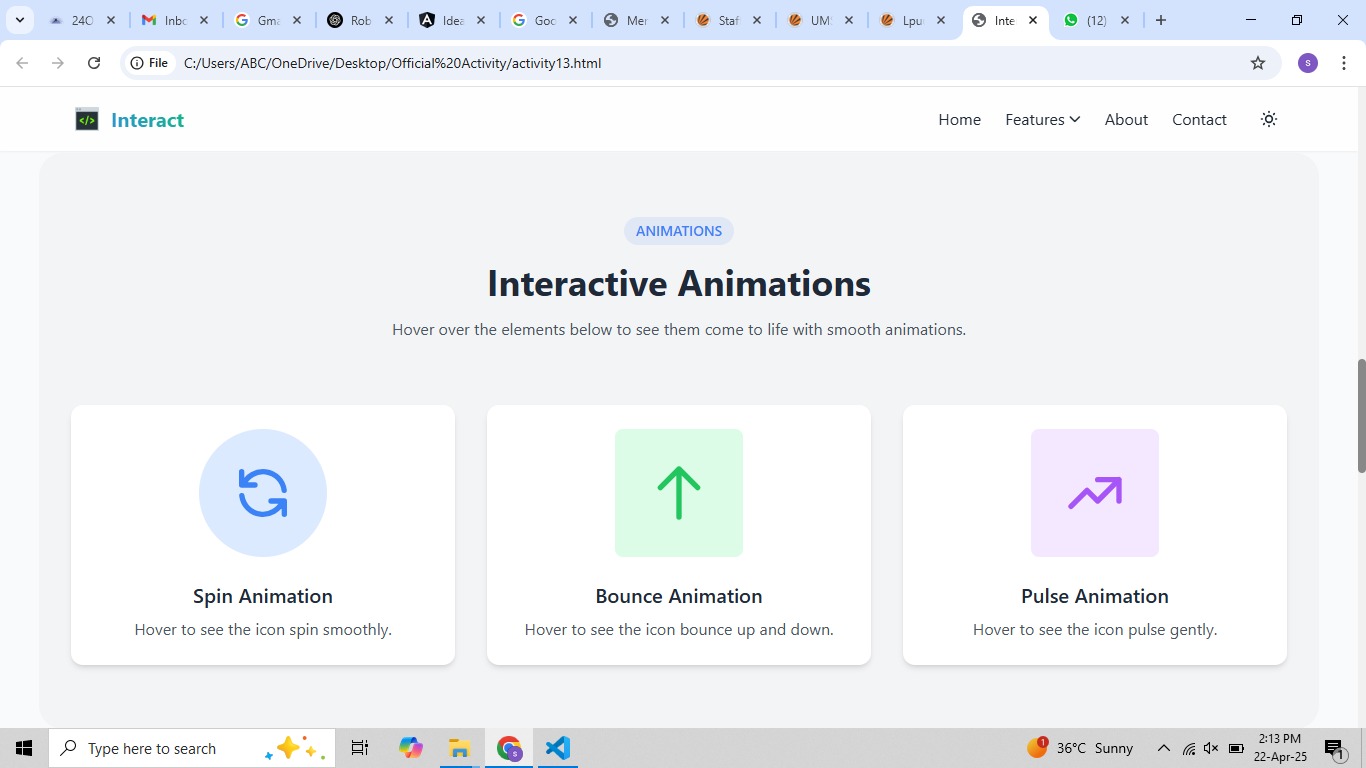 24O
Inbo
Gma
Rob
Idea
Goo
Mer
Staf
UM
Lpu
Inte
(12)
File
C:/Users/ABC/OneDrive/Desktop/Official%20Activity/activity13.html
s
</> Interact
Home
Features
About
Contact
ANIMATIONS
Interactive Animations
Hover over the elements below to see them come to life with smooth animations.
Spin Animation
Hover to see the icon spin smoothly.
Bounce Animation
Hover to see the icon bounce up and down.
Pulse Animation
Hover to see the icon pulse gently.
Type here to search
s
1
36°C Sunny
2:13 PM
22-Apr-25
1